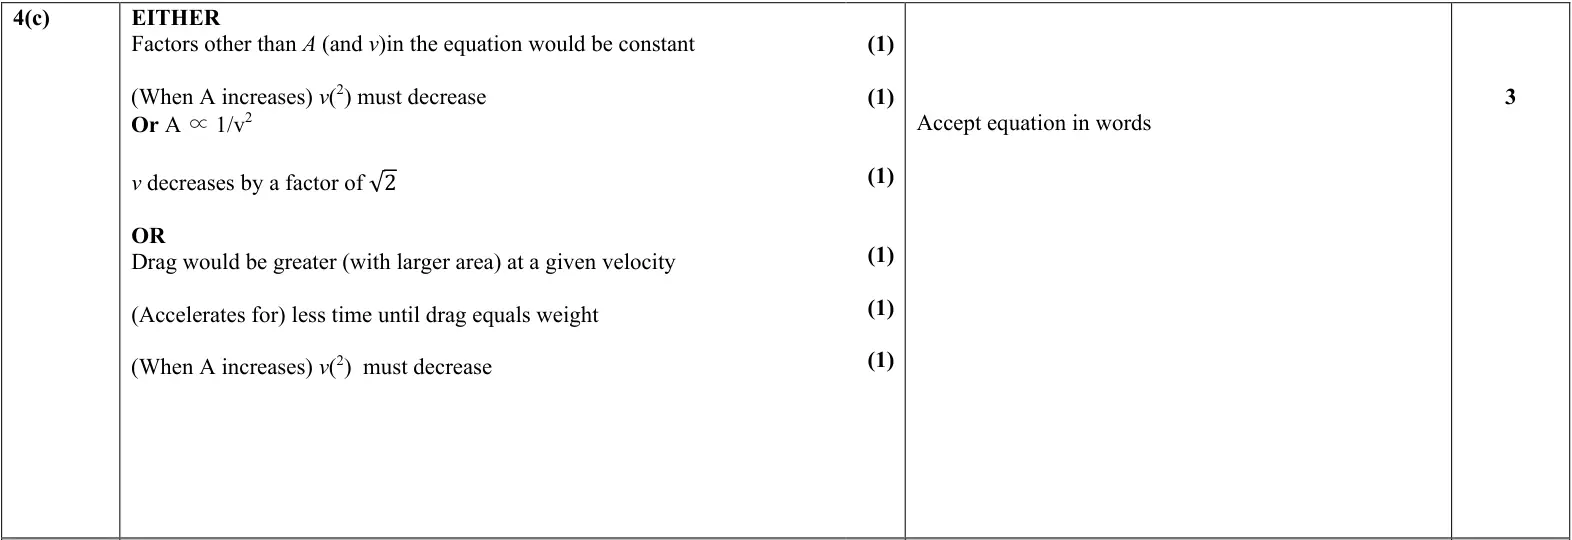 4(c)
EITHER
Factors other than A (and v)in the equation would be constant (1)
(When A increases) v(²) must decrease (1) 3
Or A ∝ 1/v² Accept equation in words
v decreases by a factor of √2 (1)
OR
Drag would be greater (with larger area) at a given velocity (1)
(Accelerates for) less time until drag equals weight (1)
(When A increases) v(²) must decrease (1)